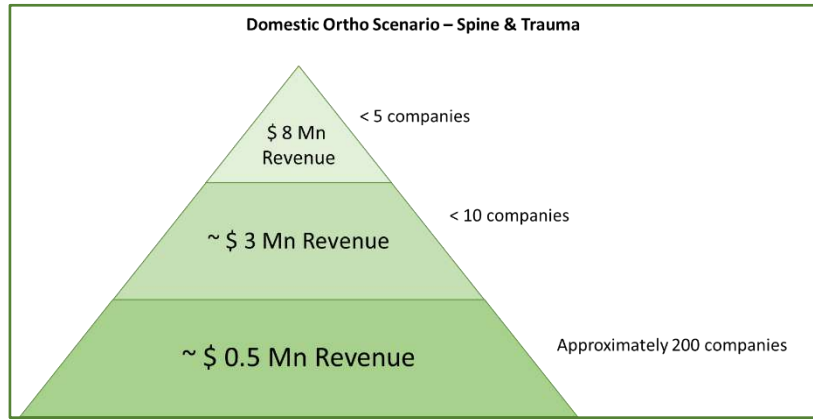 Domestic Ortho Scenario – Spine & Trauma
$ 8 Mn
Revenue
< 5 companies
~ $ 3 Mn Revenue
< 10 companies
~ $ 0.5 Mn Revenue
Approximately 200 companies